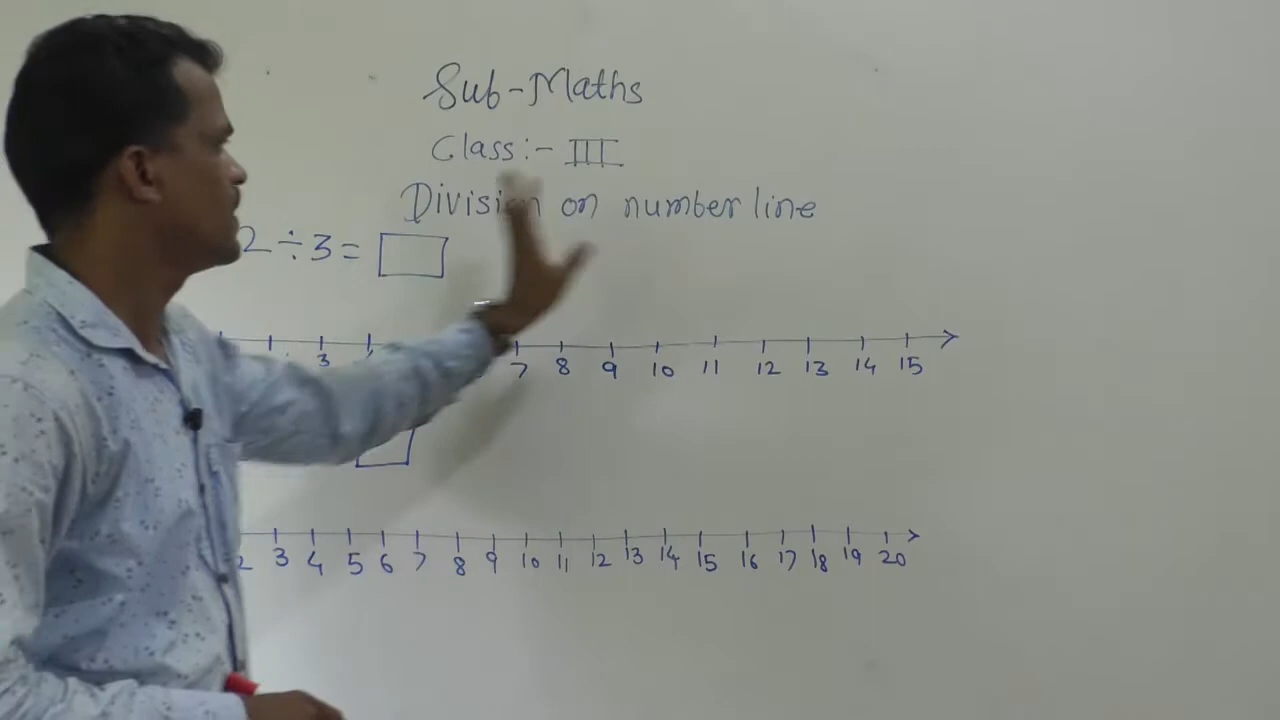 Sub-Maths
Class:- III
Division on number line
2÷3=
3 7 8 9 10 11 12 13 14 15
2 3 4 5 6 7 8 9 10 11 12 13 14 15 16 17 18 19 20